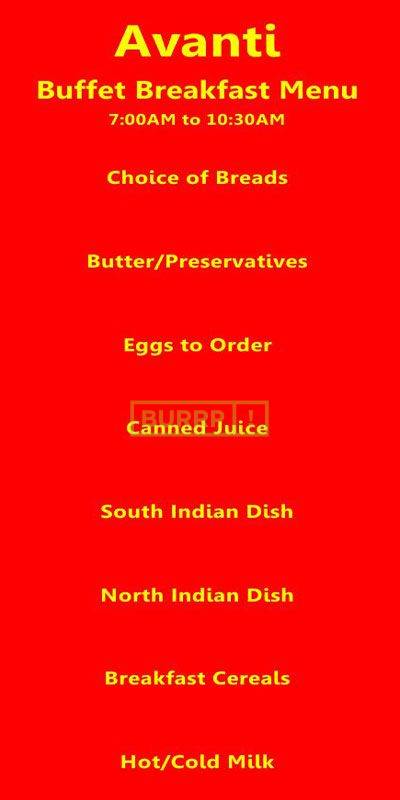 Avanti
Buffet Breakfast Menu
7:00AM to 10:30AM
Choice of Breads
Butter/Preservatives
Eggs to Order
BURRP!
Canned Juice
South Indian Dish
North Indian Dish
Breakfast Cereals
Hot/Cold Milk